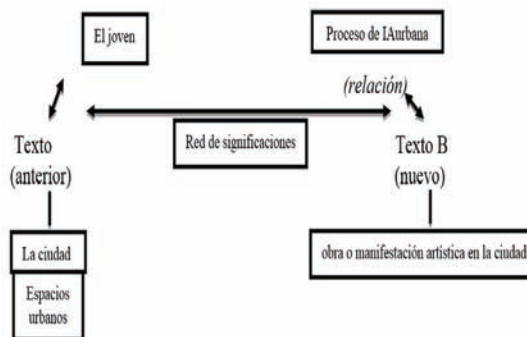 El joven
Proceso de IAurbana
(relación)
Red de significaciones
Texto
(anterior)
Texto B
(nuevo)
La ciudad
Espacios
urbanos
obra o manifestación artistica en la ciudad